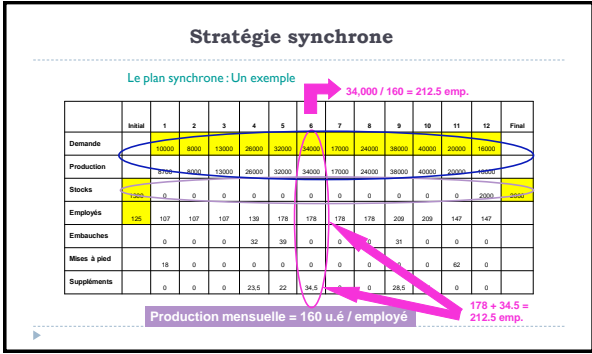 Stratégie synchrone
Le plan synchrone : Un exemple
34,000 / 160 = 212.5 emp.
Initial 1 2 3 4 5 6 7 8 9 10 11 12 Final
Demande 10000 8000 13000 26000 32000 34000 17000 24000 38000 40000 20000 16000
Production 8700 8000 13000 26000 32000 34000 17000 24000 38000 40000 20000
Stocks 1300 0 0 0 0 0 0 0 0 0 0 0 2000
Employés 125 107 107 107 139 178 178 178 178 209 209 147 147
Embauches 0 0 0 32 39 0 0 0 31 0 0 0
Mises à pied 18 0 0 0 0 0 0 0 0 0 62 0
Suppléments 0 0 0 23,5 22 34,5 0 0 28,5 0 0
178 + 34.5 =
212.5 emp.
Production mensuelle = 160 u.é / employé